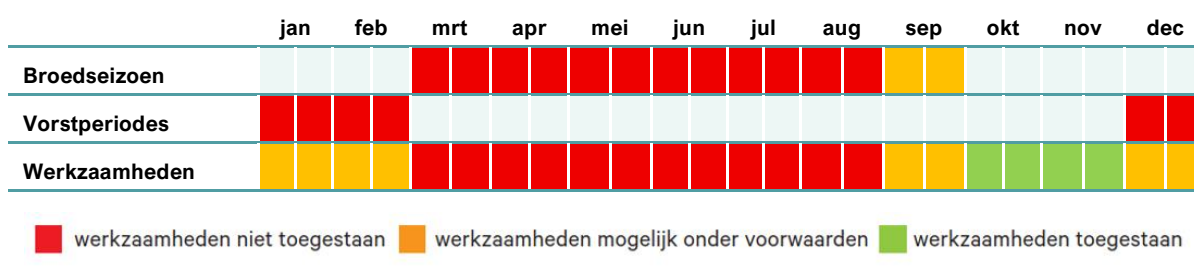 jan feb mrt apr mei jun jul aug sep okt nov dec
Broedseizoen
Vorstperiodes
Werkzaamheden
werkzaamheden niet toegestaan werkzaamheden mogelijk onder voorwaarden werkzaamheden toegestaan